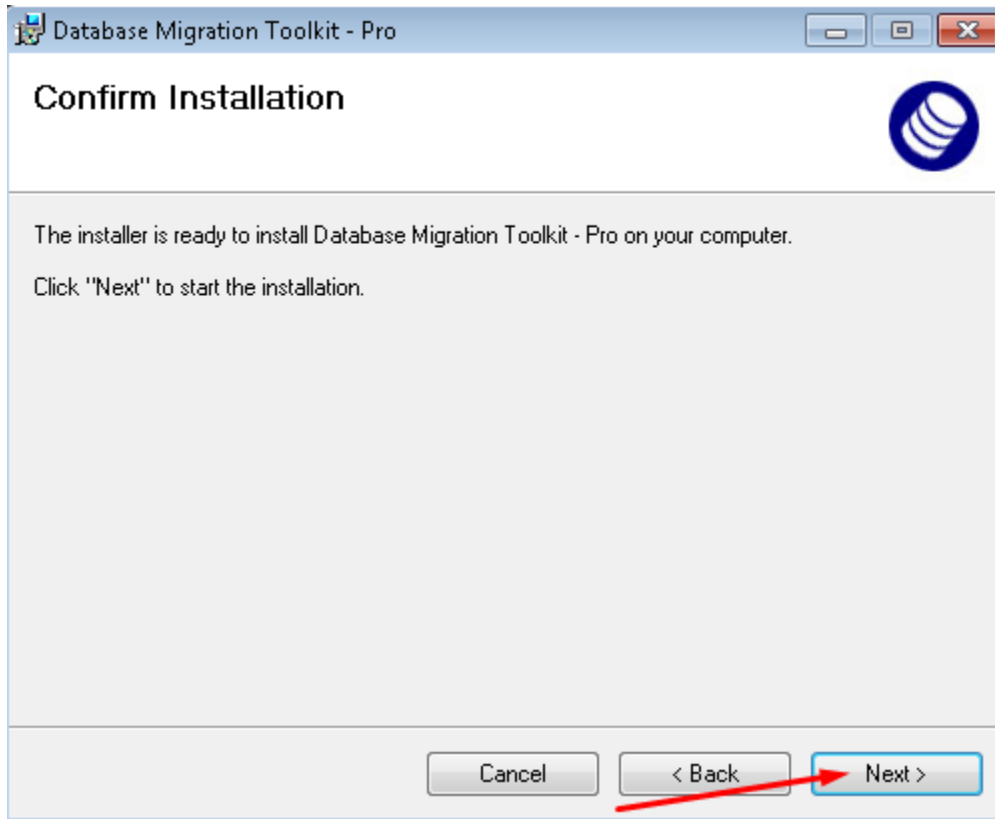 Database Migration Toolkit - Pro
Confirm Installation
The installer is ready to install Database Migration Toolkit - Pro on your computer.
Click "Next" to start the installation.
Cancel
< Back
Next >